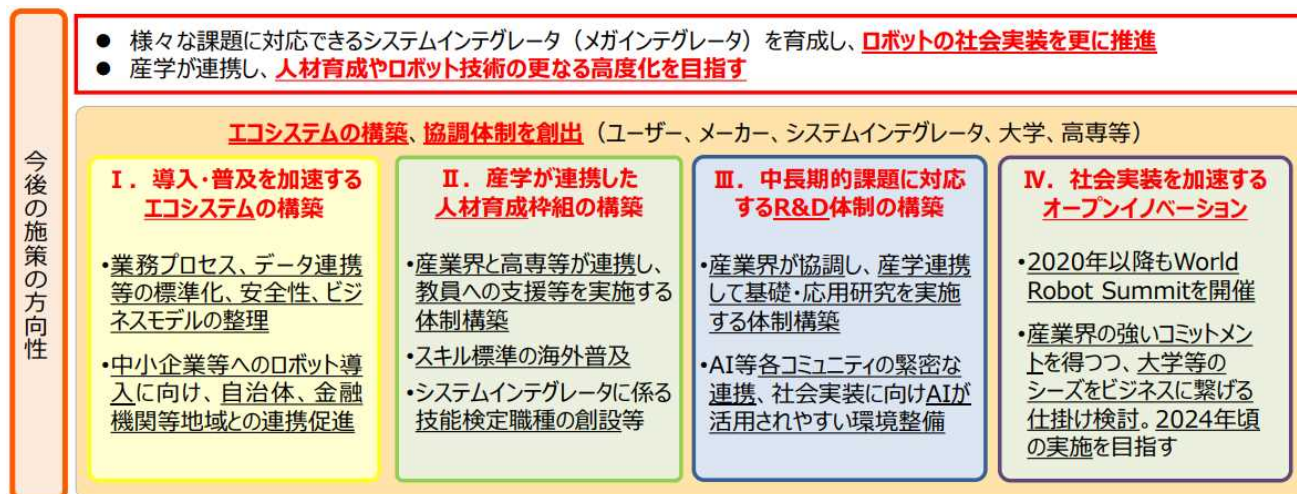 今後の施策の方向性
● 様々な課題に対応できるシステムインテグレータ（メガインテグレータ）を育成し、ロボットの社会実装を更に推進
● 産学が連携し、人材育成やロボット技術の更なる高度化を目指す
エコシステムの構築、協調体制を創出（ユーザー、メーカー、システムインテグレータ、大学、高専等）
Ⅰ．導入・普及を加速する
エコシステムの構築
•業務プロセス、データ連携
等の標準化、安全性、ビジ
ネスモデルの整理
•中小企業等へのロボット導
入に向け、自治体、金融
機関等地域との連携促進
Ⅱ．産学が連携した
人材育成枠組の構築
•産業界と高専等が連携し、
教員への支援等を実施する
体制構築
•スキル標準の海外普及
•システムインテグレータに係る
技能検定職種の創設等
Ⅲ．中長期的課題に対応
するR&D体制の構築
•産業界が協調し、産学連携
して基礎・応用研究を実施
する体制構築
•AI等各コミュニティの緊密な
連携、社会実装に向けAIが
活用されやすい環境整備
Ⅳ．社会実装を加速する
オープンイノベーション
•2020年以降もWorld
Robot Summitを開催
•産業界の強いコミットメン
トを得つつ、大学等の
シーズをビジネスに繋げる
仕掛け検討。2024年頃
の実施を目指す